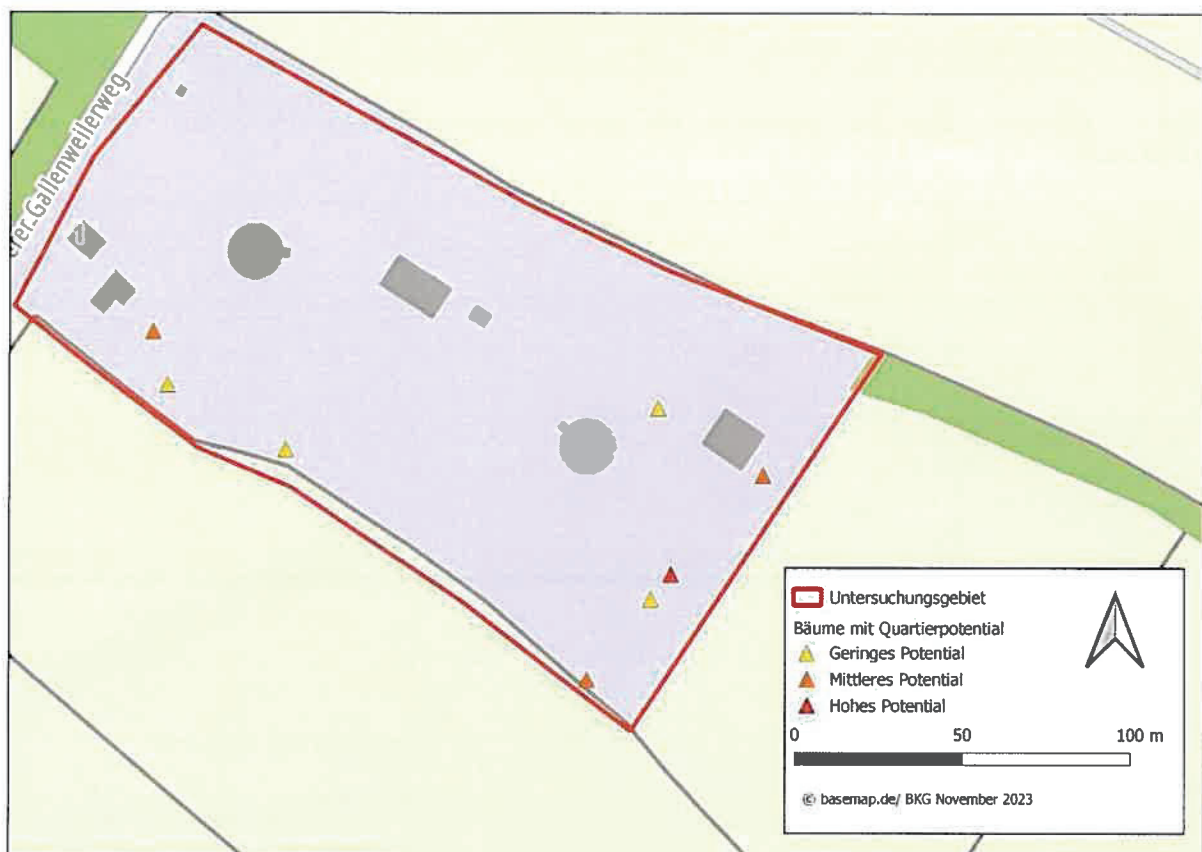 erer-Gallenweilerweg
Untersuchungsgebiet
Bäume mit Quartierpotential
Geringes Potential
Mittleres Potential
Hohes Potential
0 50 100 m
© basemap.de/ BKG November 2023